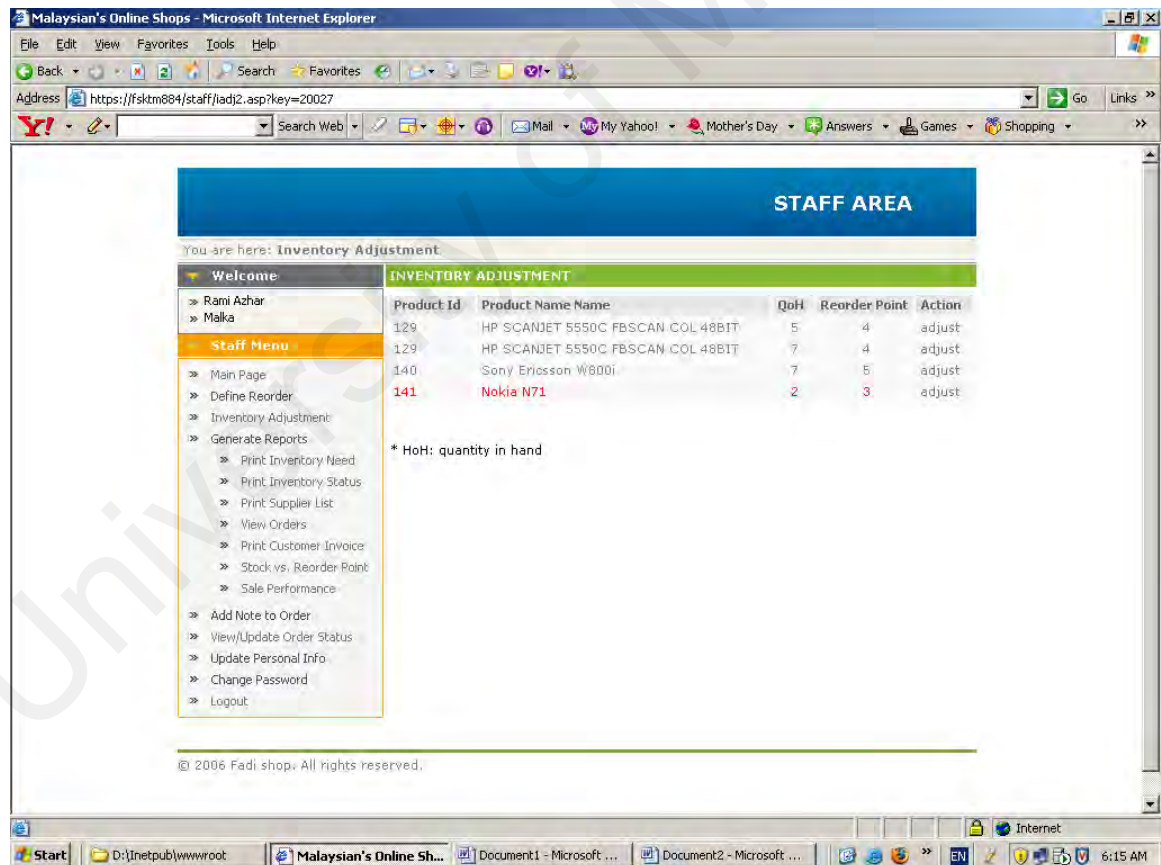 Malaysian's Online Shops - Microsoft Internet Explorer
File Edit View Favorites Tools Help
Back Search Favorites
Address https://fsktm884/staff/iadj2.asp?key=20027 Go Links »
Y! Search Web Mail My Yahoo! Mother's Day Answers Games Shopping »
STAFF AREA
You are here: Inventory Adjustment
Welcome
» Rami Azhar
» Malka
Staff Menu
» Main Page
» Define Reorder
» Inventory Adjustment
» Generate Reports
» Print Inventory Need
» Print Inventory Status
» Print Supplier List
» View Orders
» Print Customer Invoice
» Stock vs. Reorder Point
» Sale Performance
» Add Note to Order
» View/Update Order Status
» Update Personal Info
» Change Password
» Logout
INVENTORY ADJUSTMENT
Product Id Product Name Name QoH Reorder Point Action
129 HP SCANJET 5550C FBSCAN COL 48BIT 5 4 adjust
129 HP SCANJET 5550C FBSCAN COL 48BIT 7 4 adjust
140 Sony Ericsson W800i 7 5 adjust
141 Nokia N71 2 3 adjust
* HoH: quantity in hand
© 2006 Fadi shop. All rights reserved.
Internet
Start D:\Inetpub\wwwroot Malaysian's Online Sh... Document1 - Microsoft ... Document2 - Microsoft ... » EN 6:15 AM
University of M